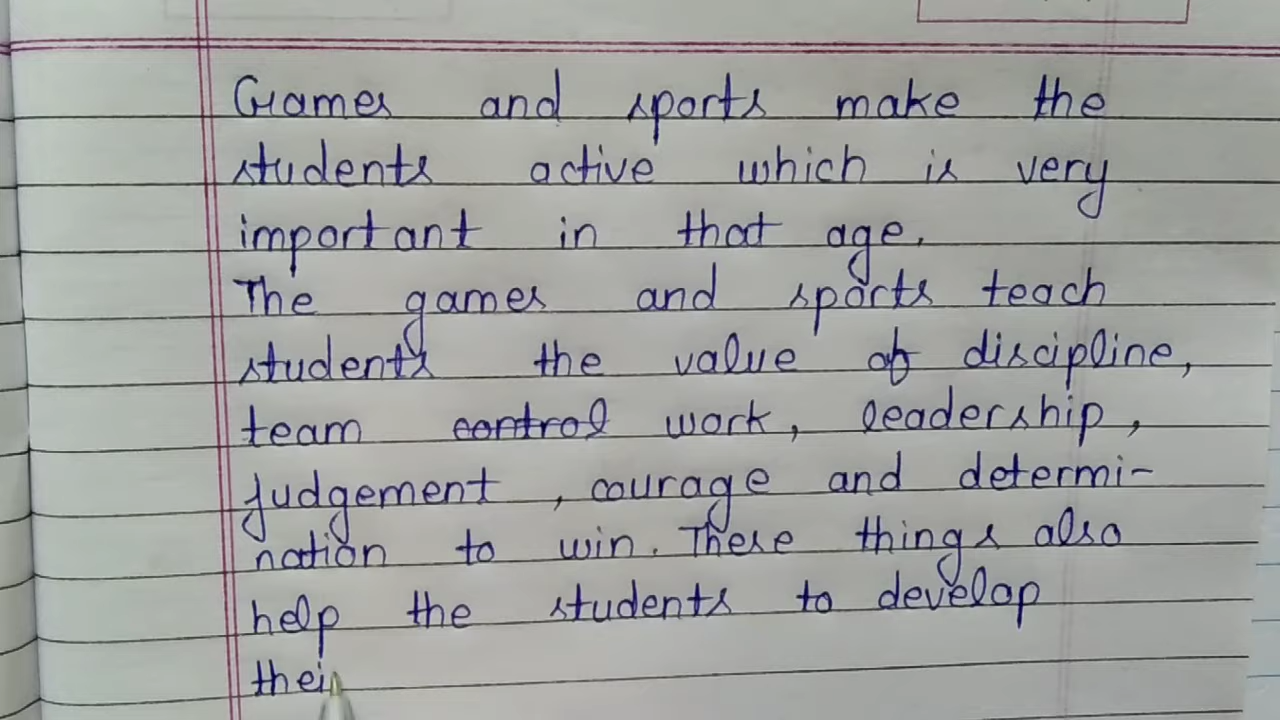 Games and sports make the
students active which is very
important in that age.
The games and sports teach
students the value of discipline,
team control work, leadership,
judgement, courage and determi-
nation to win. These things also
help the students to develop
thei